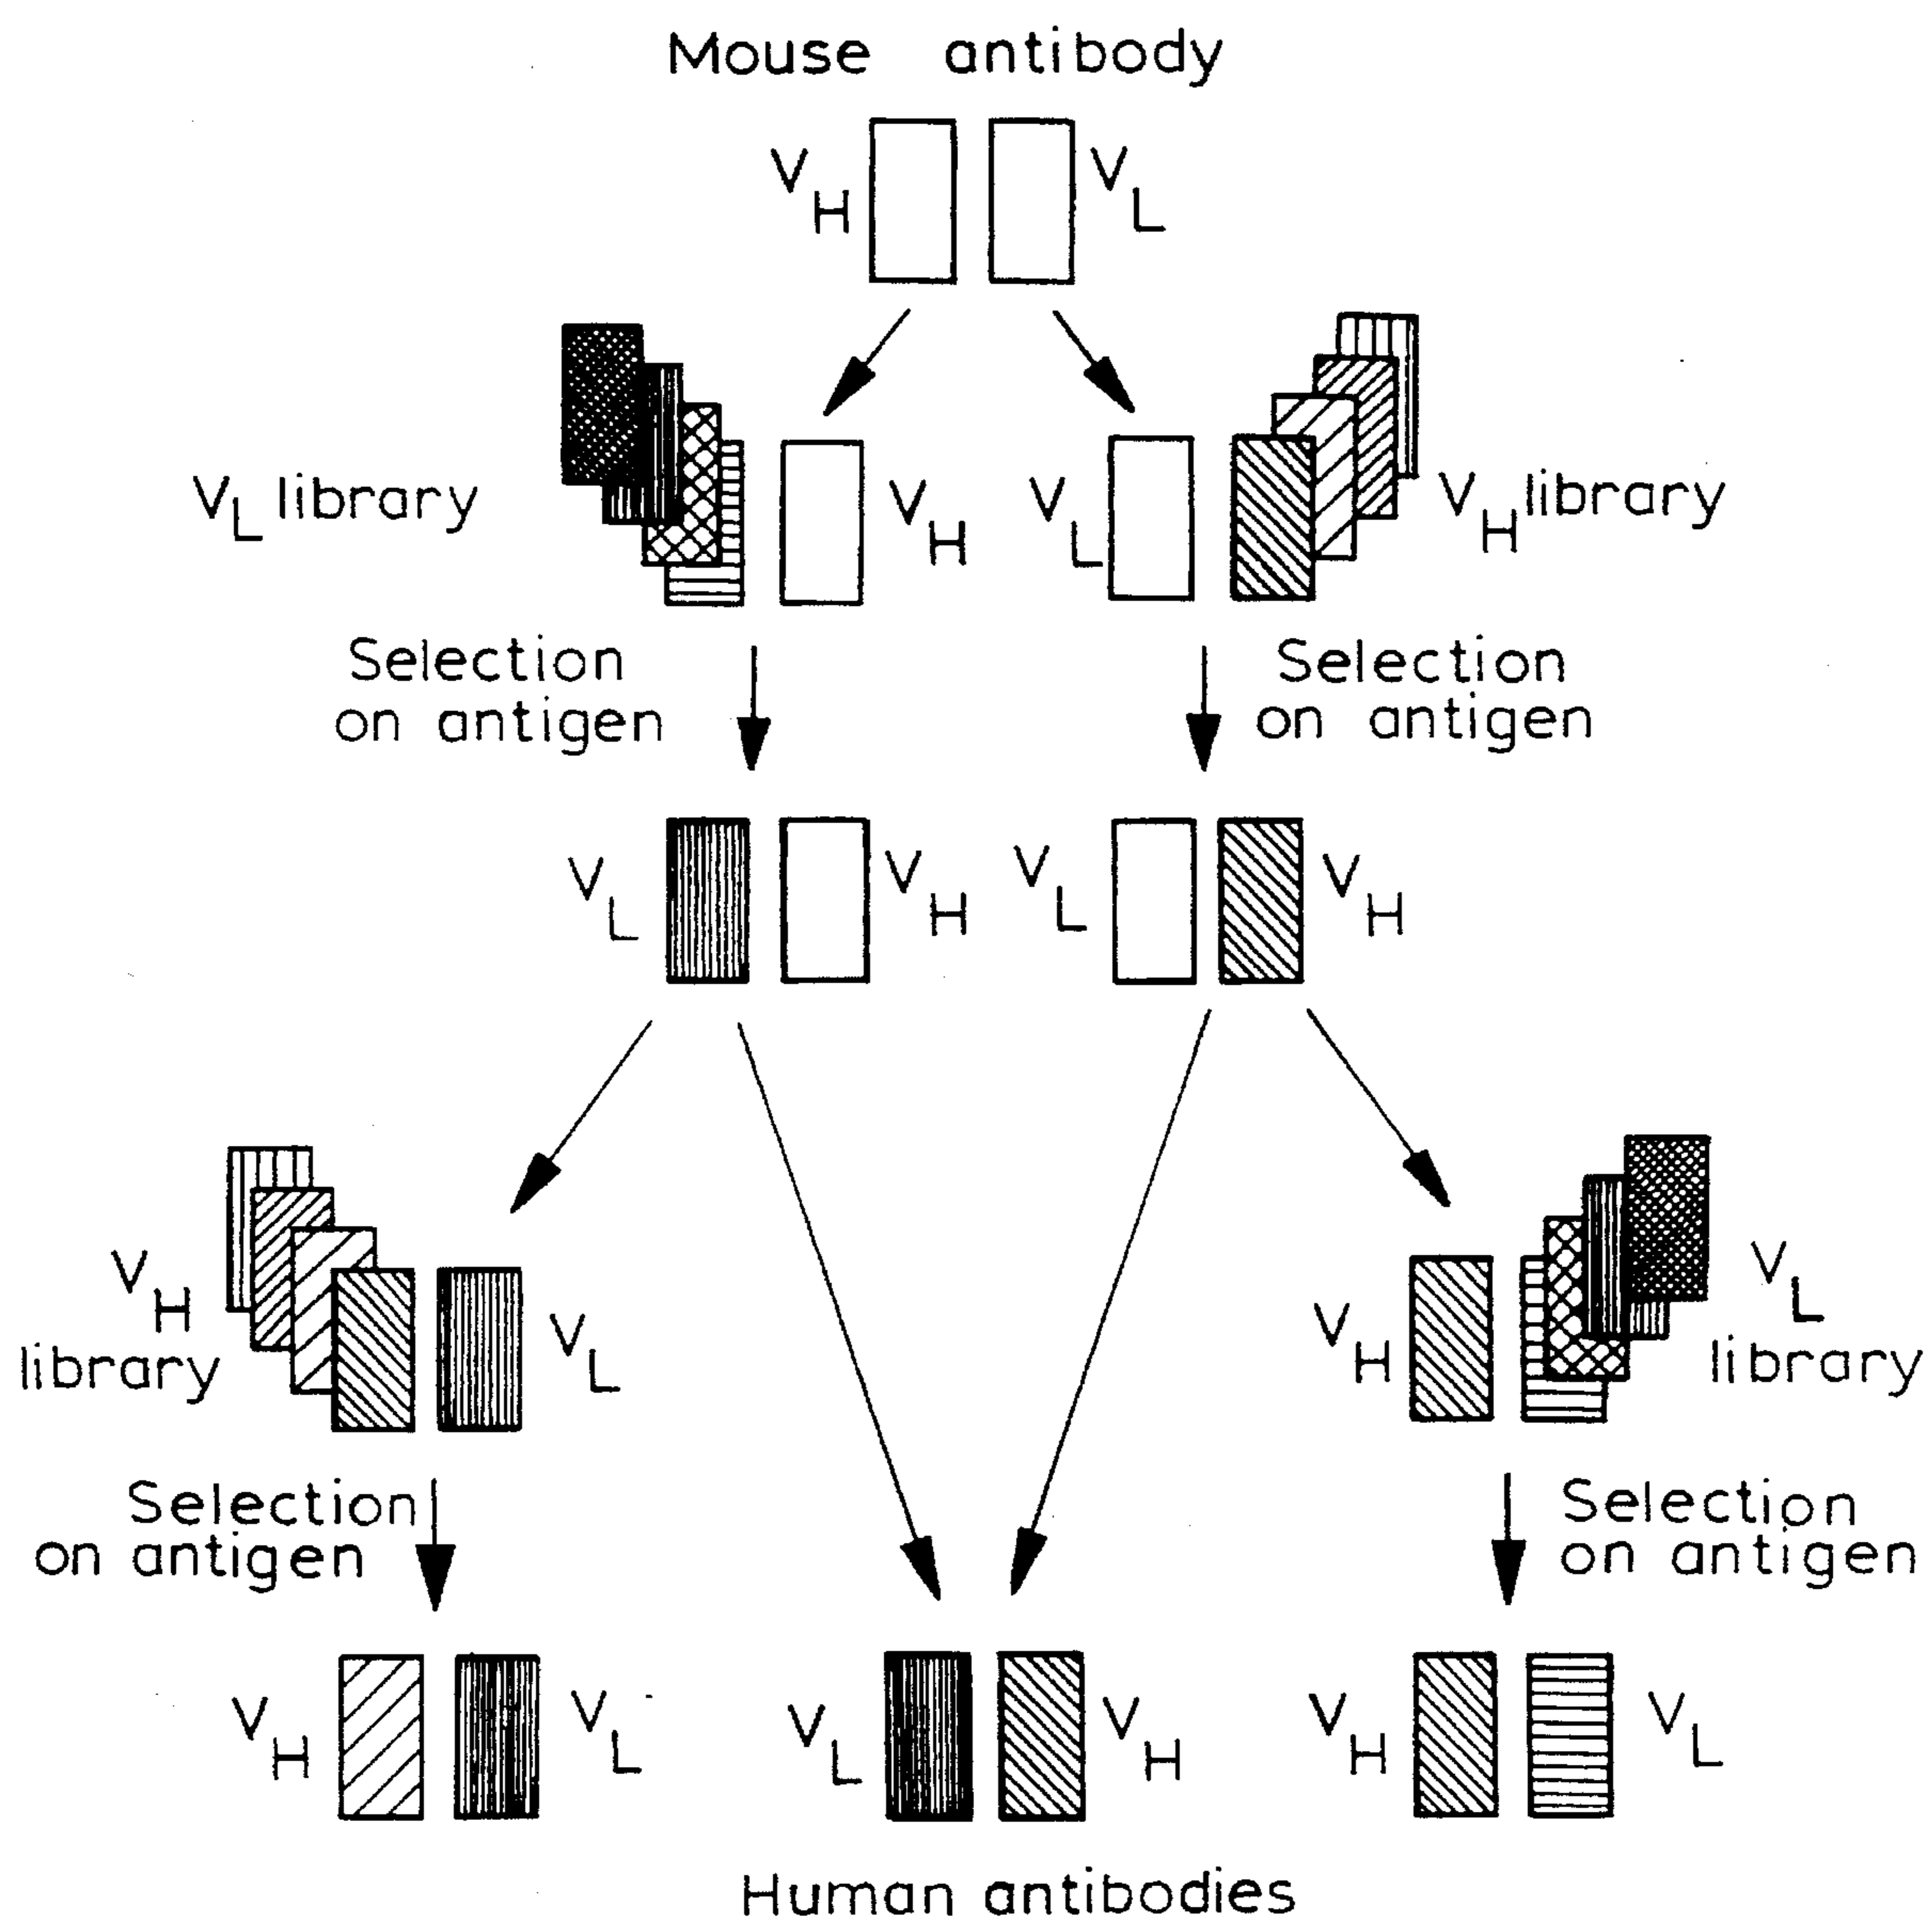 Mouse antibody
VH VL
VL library VH VL VH library
Selection on antigen
Selection on antigen
VL VH VL VH
VH library VL
VH VL library
Selection on antigen
Selection on antigen
VH VL VL VH VH VL
Human antibodies